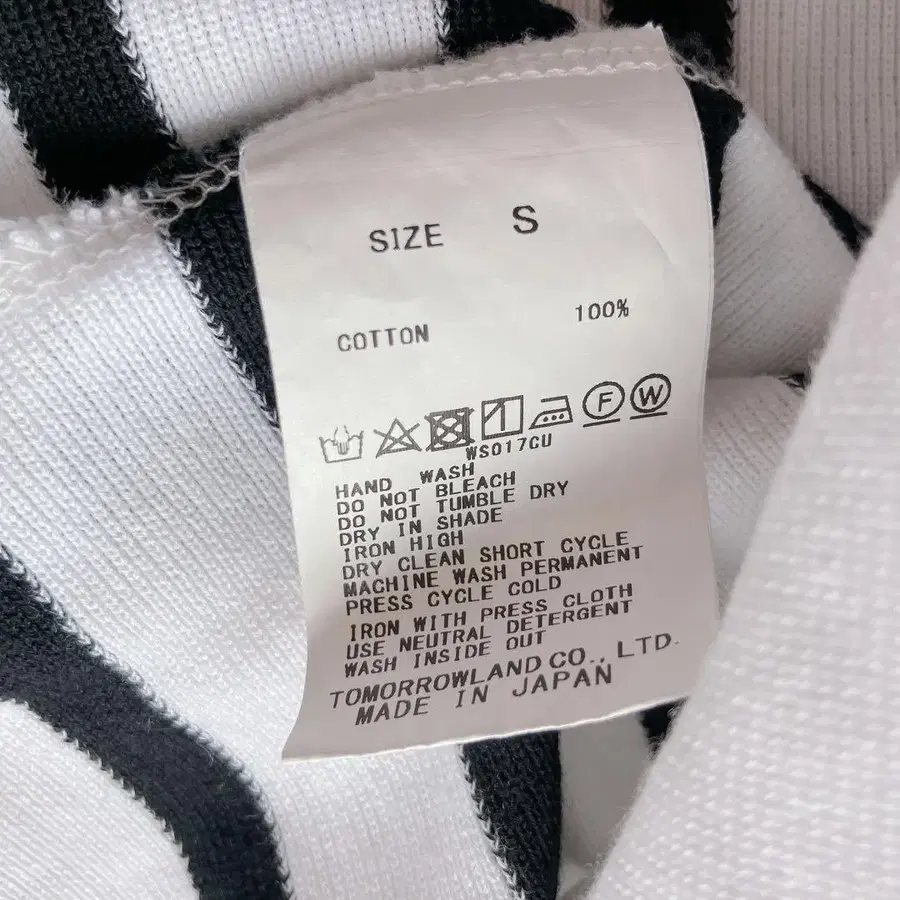 SIZE S
COTTON 100%
F W
WS017CU
HAND WASH
DO NOT BLEACH
DO NOT TUMBLE DRY
DRY IN SHADE
IRON HIGH
DRY CLEAN SHORT CYCLE
MACHINE WASH PERMANENT
PRESS CYCLE COLD
IRON WITH PRESS CLOTH
USE NEUTRAL DETERGENT
WASH INSIDE OUT
TOMORROWLAND CO., LTD.
MADE IN JAPAN